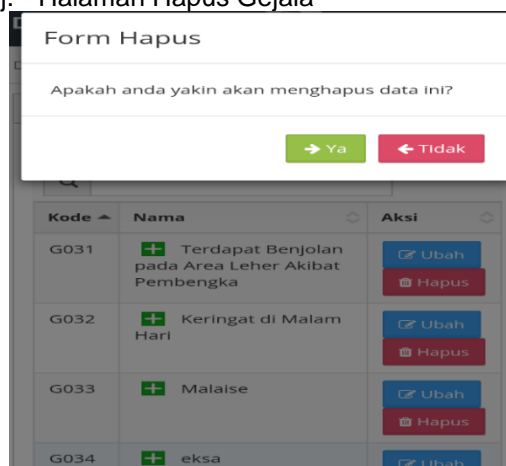 j. Halaman Hapus Gejala
Form Hapus
Apakah anda yakin akan menghapus data ini?
Ya
Tidak
Kode Nama Aksi
G031 Terdapat Benjolan
pada Area Leher Akibat
Pembengka
Ubah
Hapus
G032 Keringat di Malam
Hari
Ubah
Hapus
G033 Malaise
Ubah
Hapus
G034 eksa
Ubah